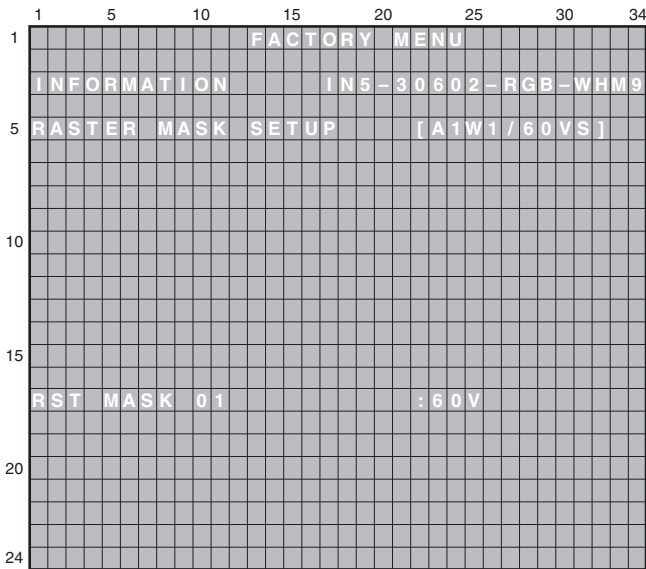 1 5 10 15 20 25 30 34
1 FACTORY MENU
INFORMATION IN5-30602-RGB-WHM9
5 RASTER MASK SETUP [A1W1/60VS]
10
15
RST MASK 01 :60V
20
24